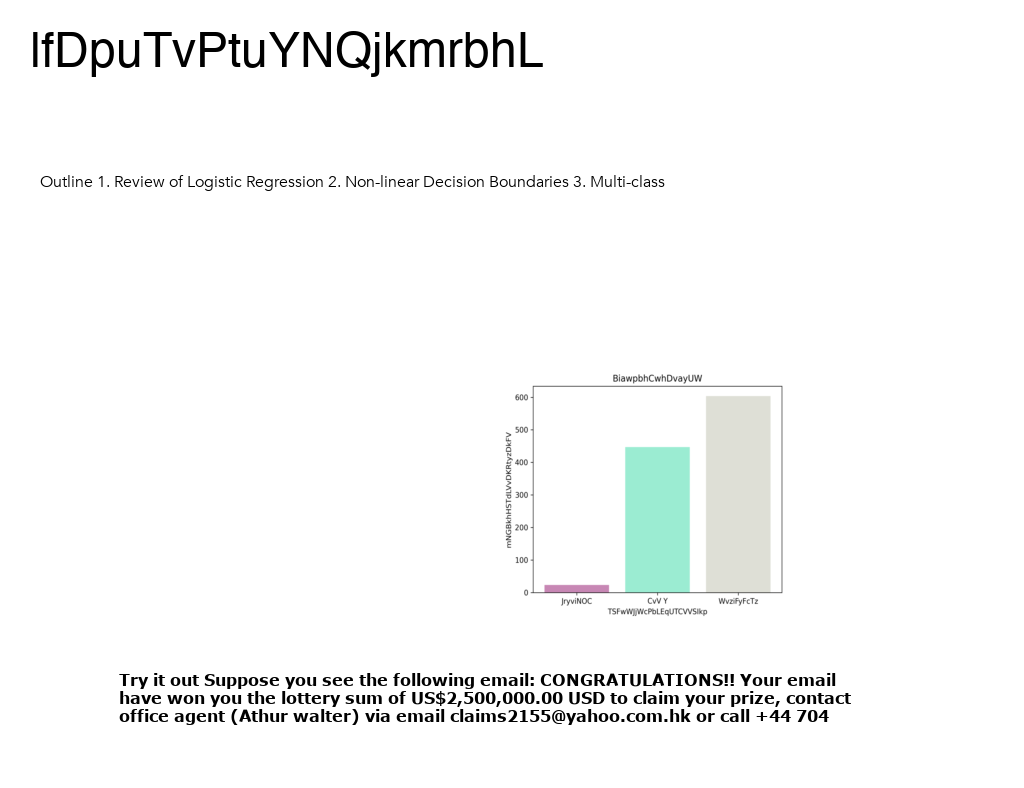 lfDpuTvPtuYNQjkmrbhL
Outline 1. Review of Logistic Regression 2. Non-linear Decision Boundaries 3. Multi-class
BiawpbhCwhDvayUW
mNGBkhHSTdLVvDKRtyzDkFV
600
500
400
300
200
100
0
JryviNOC CvV Y WvziFyFcTz
TSFwWJjWcPbLEqUTCVVSlkp
Try it out Suppose you see the following email: CONGRATULATIONS!! Your email
have won you the lottery sum of US$2,500,000.00 USD to claim your prize, contact
office agent (Athur walter) via email claims2155@yahoo.com.hk or call +44 704